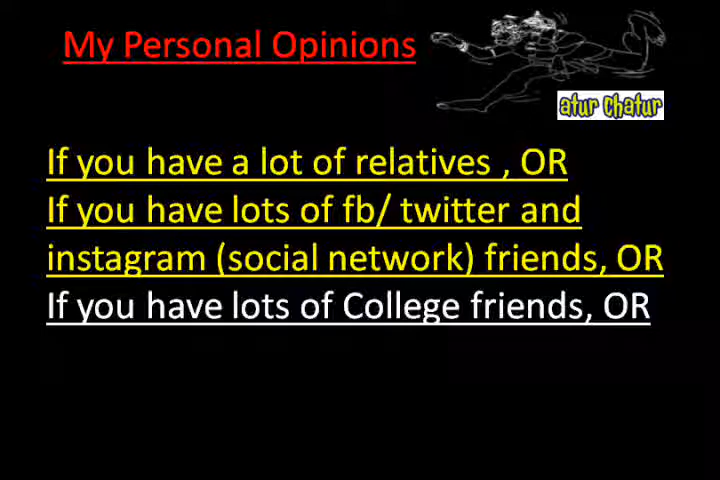 My Personal Opinions
atur chatur
If you have a lot of relatives , OR
If you have lots of fb/ twitter and
instagram (social network) friends, OR
If you have lots of College friends, OR